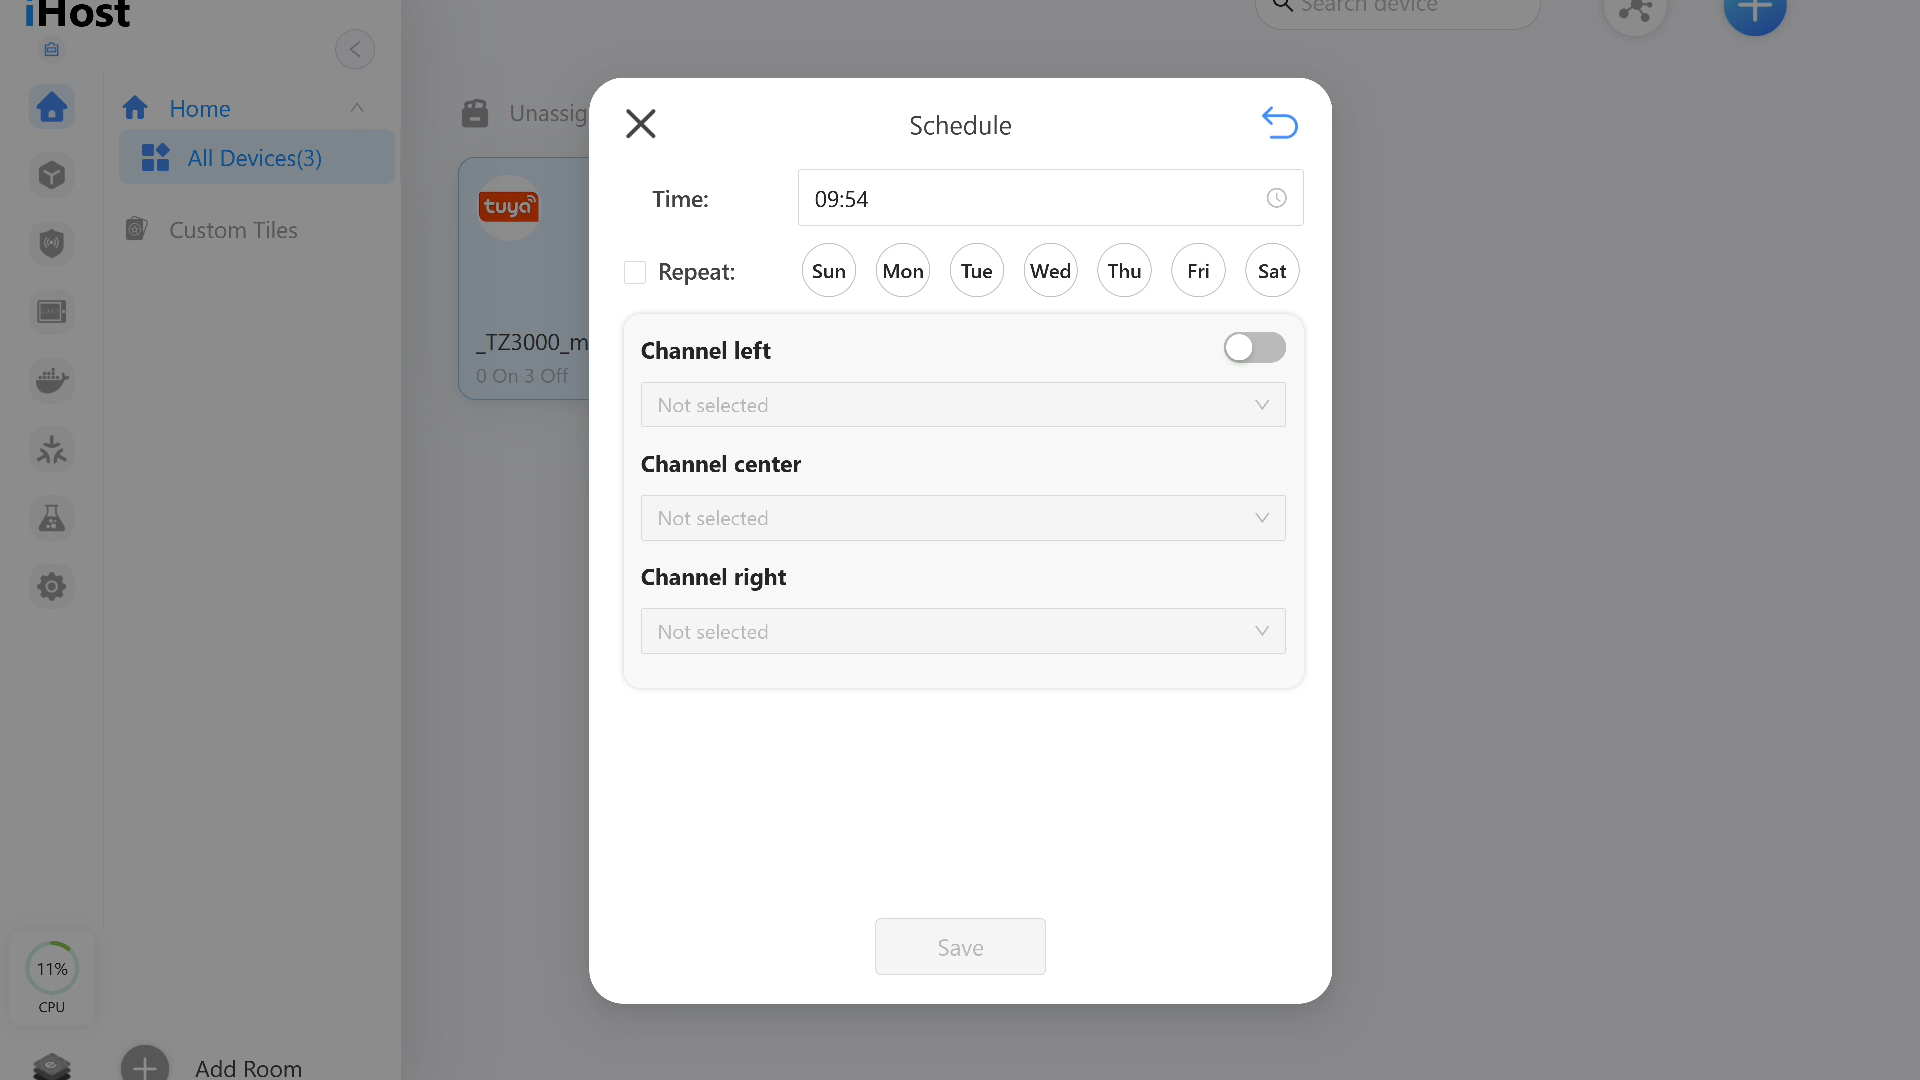 iHost
Search device
Home
Unassig
Schedule
All Devices(3)
tuya
Time:
09:54
Custom Tiles
Repeat:
Sun
Mon
Tue
Wed
Thu
Fri
Sat
_TZ3000_m
0 On 3 Off
Channel left
Not selected
Channel center
Not selected
Channel right
Not selected
Save
11%
CPU
Add Room